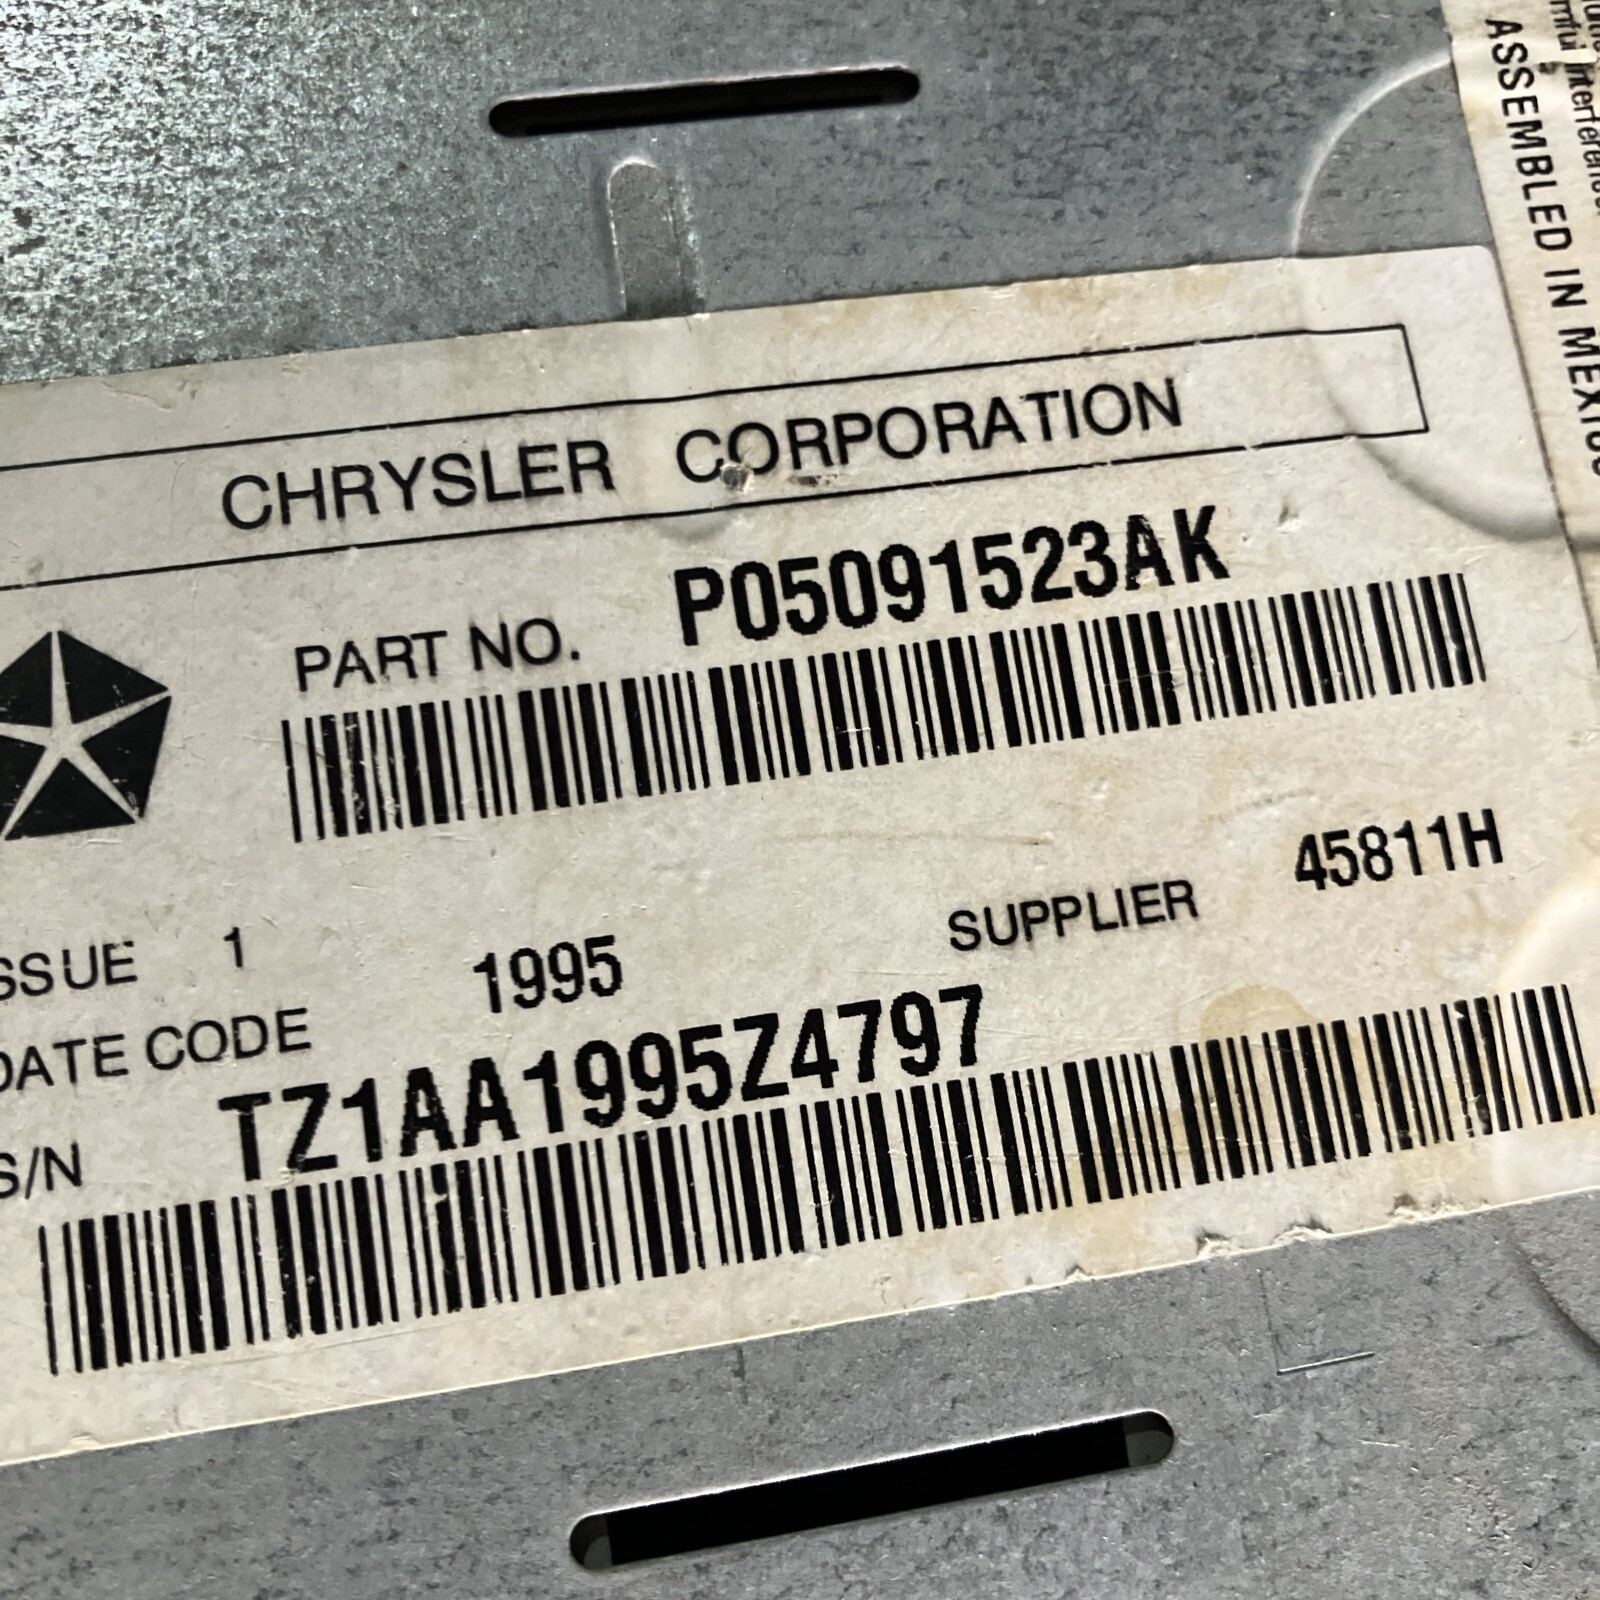 ASSEMBLED IN MEXICO
CHRYSLER CORPORATION
PART NO. P05091523AK
SSUE 1
SUPPLIER 45811H
DATE CODE 1995
S/N TZ1AA1995Z4797